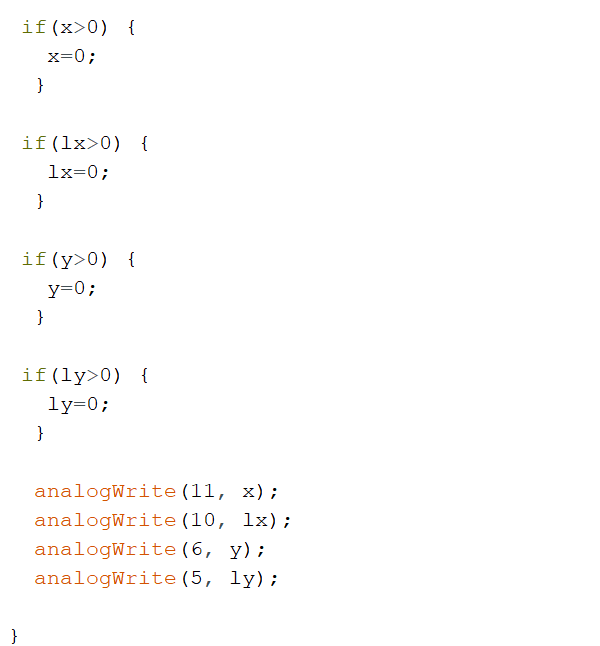 if(x>0) {
x=0;
}
if(lx>0) {
lx=0;
}
if(y>0) {
y=0;
}
if(ly>0) {
ly=0;
}
analogWrite(11, x);
analogWrite(10, lx);
analogWrite(6, y);
analogWrite(5, ly);
}